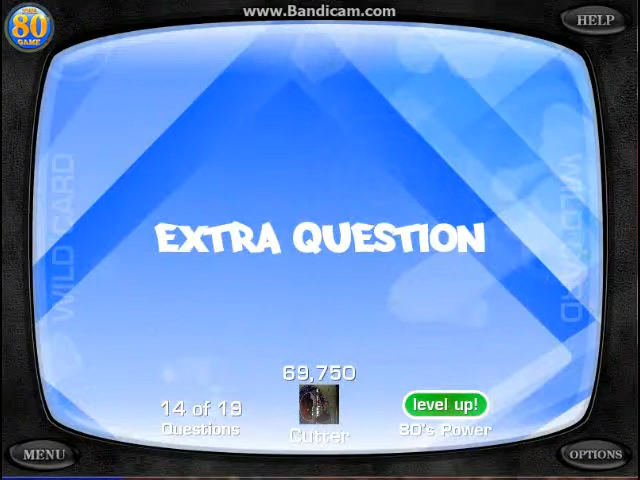 www.Bandicam.com
80
GAME
HELP
WILD CARD
WILD CARD
EXTRA QUESTION
69,750
14 of 19
Questions
Cutter
level up!
80's Power
MENU
OPTIONS